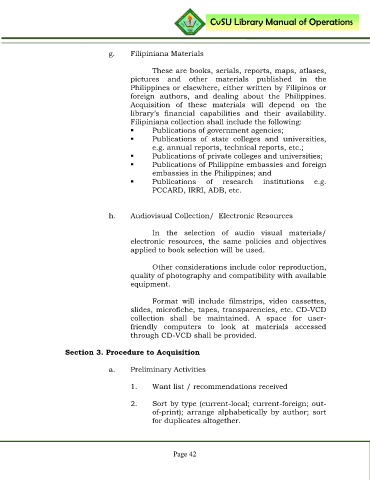 CvSU Library Manual of Operations
g. Filipiniana Materials
These are books, serials, reports, maps, atlases,
pictures and other materials published in the
Philippines or elsewhere, either written by Filipinos or
foreign authors, and dealing about the Philippines.
Acquisition of these materials will depend on the
library's financial capabilities and their availability.
Filipiniana collection shall include the following:
▪ Publications of government agencies;
▪ Publications of state colleges and universities,
e.g. annual reports, technical reports, etc.;
▪ Publications of private colleges and universities;
▪ Publications of Philippine embassies and foreign
embassies in the Philippines; and
▪ Publications of research institutions e.g.
PCCARD, IRRI, ADB, etc.
h. Audiovisual Collection/ Electronic Resources
In the selection of audio visual materials/
electronic resources, the same policies and objectives
applied to book selection will be used.
Other considerations include color reproduction,
quality of photography and compatibility with available
equipment.
Format will include filmstrips, video cassettes,
slides, microfiche, tapes, transparencies, etc. CD-VCD
collection shall be maintained. A space for user-
friendly computers to look at materials accessed
through CD-VCD shall be provided.
Section 3. Procedure to Acquisition
a. Preliminary Activities
1. Want list / recommendations received
2. Sort by type (current-local; current-foreign; out-
of-print); arrange alphabetically by author; sort
for duplicates altogether.
Page 42